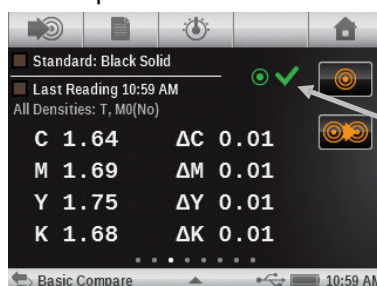 Standard: Black Solid
Last Reading 10:59 AM
All Densities: T, M0(No)
C 1.64 ΔC 0.01
M 1.69 ΔM 0.01
Y 1.75 ΔY 0.01
K 1.68 ΔK 0.01
Basic Compare 10:59 AM